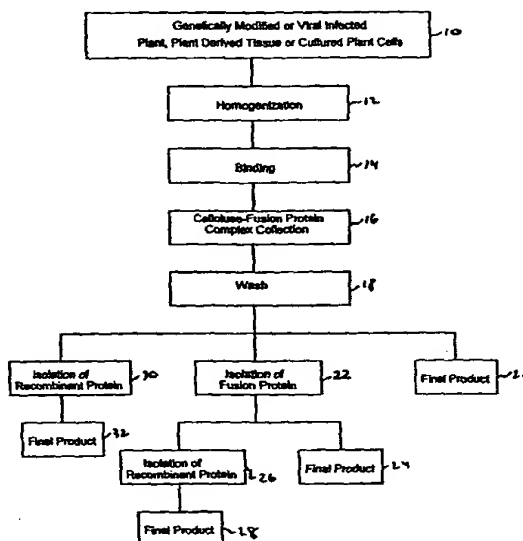 Genetically Modified or Viral Infected
Plant, Plant Derived Tissue or Cultured Plant Cells
10
Homogenization
12
Binding
14
Cellulose-Fusion Protein
Complex Collection
16
Wash
18
Isolation of
Recombinant Protein
30
Isolation of
Fusion Protein
22
Final Product
Final Product
32
Isolation of
Recombinant Protein
26
Final Product
24
Final Product
28